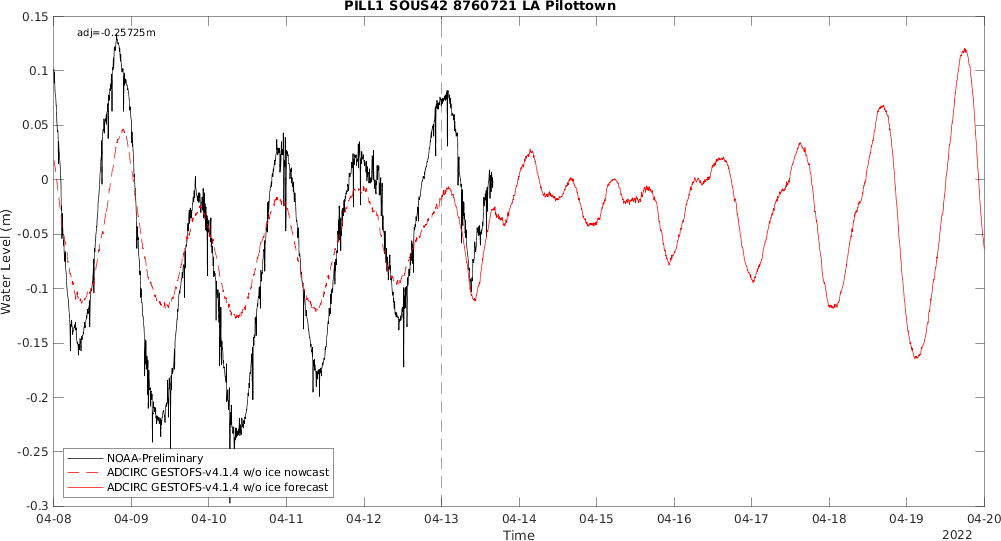 PILL1 SOUS42 8760721 LA Pilottown
adj=-0.25725m
0.15
0.1
0.05
0
-0.05
-0.1
-0.15
-0.2
-0.25
-0.3
Water Level (m)
NOAA-Preliminary
ADCIRC GESTOFS-v4.1.4 w/o ice nowcast
ADCIRC GESTOFS-v4.1.4 w/o ice forecast
04-08 04-09 04-10 04-11 04-12 04-13 04-14 04-15 04-16 04-17 04-18 04-19 04-20
Time
2022